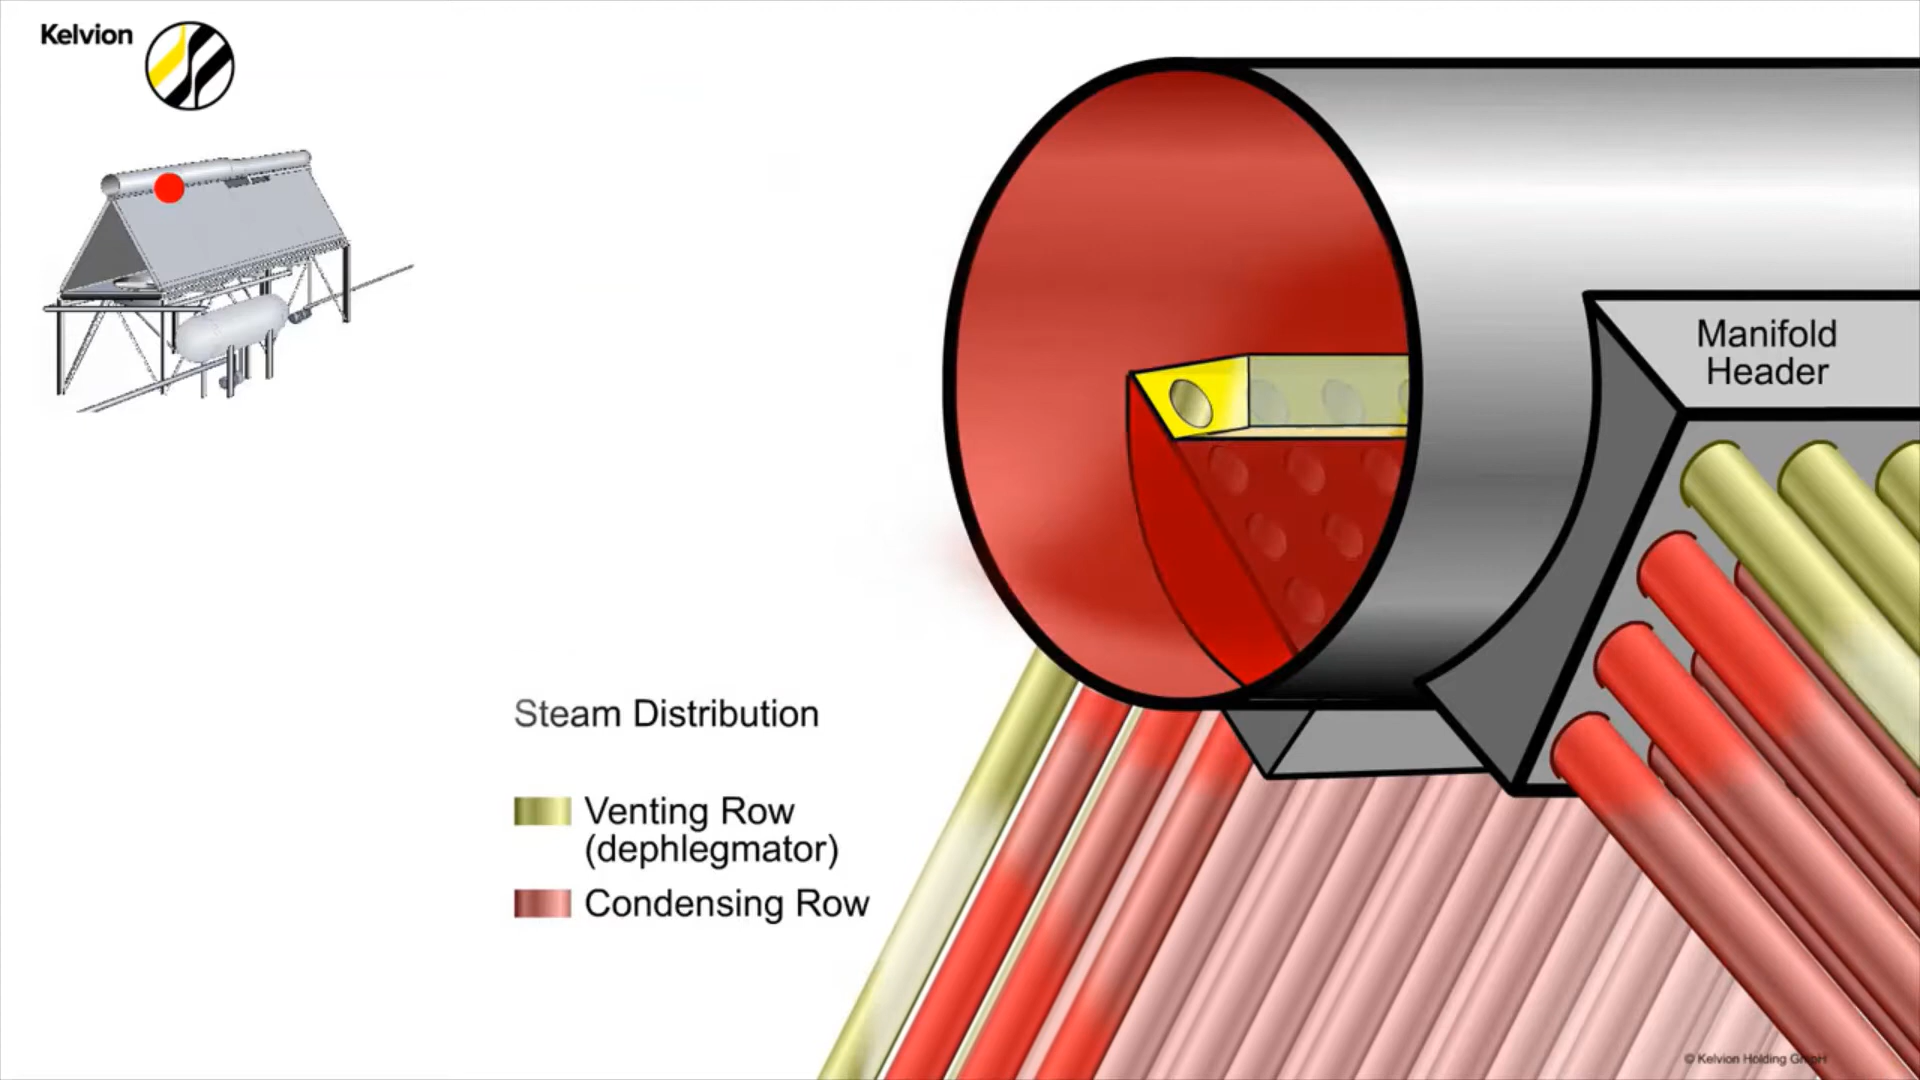 Kelvion
Manifold
Header
Steam Distribution
Venting Row
(dephlegmator)
Condensing Row
© Kelvion Holding GmbH